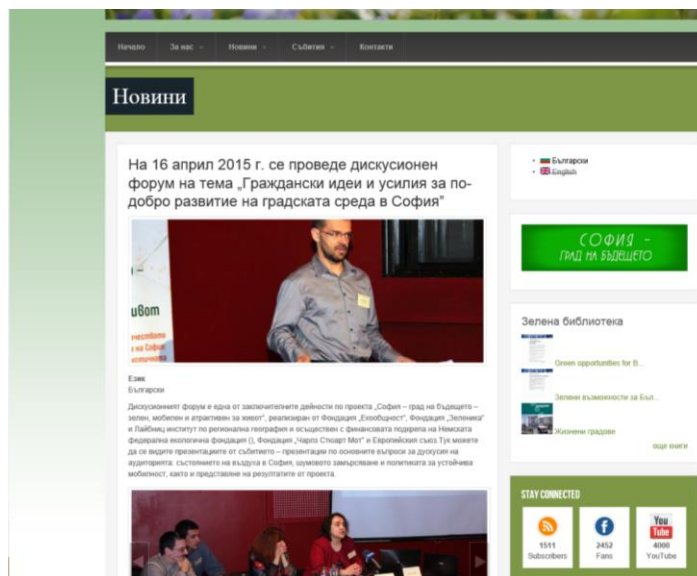 Начало За нас Новини Събития Контакти
Новини
На 16 април 2015 г. се проведе дискусионен
форум на тема „Граждански идеи и усилия за по-
добро развитие на градската среда в София"
ивот
Език
Български
Дискусионният форум е една от заключителните дейности по проекта „София – град на бъдещето –
зелен, мобилен и атрактивен за живот", реализиран от Фондация „Екообщност", Фондация „Зеленика"
и Лайбниц институт по регионална география и осъществен с финансовата подкрепа на Немската
федерална екологична фондация (), Фондация „Чарлз Стюарт Мот" и Европейския съюз Тук можете
да се видите презентациите от събитието – презентации по основните въпроси за дускусия на
аудиторията: състоянието на въздуха в София, шумовото замърсяване и политиката за устойчива
мобилност, както и представяне на резултатите от проекта.
Български
English
СОФИЯ –
ГРАД НА БЪДЕЩЕТО
Зелена библиотека
Green opportunities for B...
Зелени възможности за Бъл...
Жизнени градове
още книги
STAY CONNECTED
1511
Subscribers
2452
Fans
You
Tube
4000
YouTube